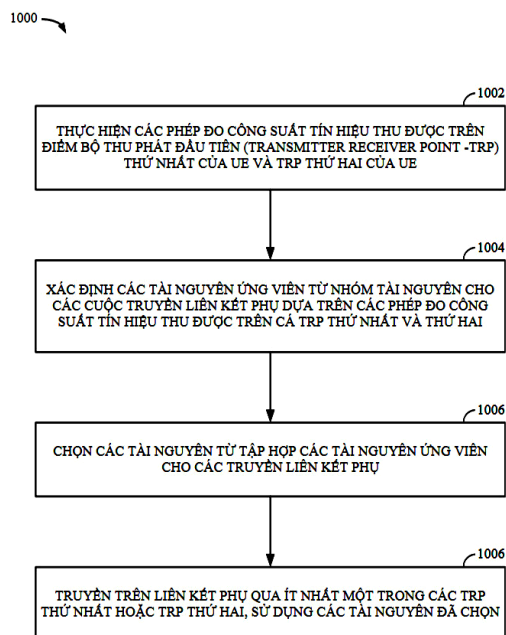 1000
1002
THỰC HIỆN CÁC PHÉP ĐO CÔNG SUẤT TÍN HIỆU THU ĐƯỢC TRÊN
ĐIỂM BỘ THU PHÁT ĐẦU TIÊN (TRANSMITTER RECEIVER POINT -TRP)
THỨ NHẤT CỦA UE VÀ TRP THỨ HAI CỦA UE
1004
XÁC ĐỊNH CÁC TÀI NGUYÊN ỨNG VIÊN TỪ NHÓM TÀI NGUYÊN CHO
CÁC CUỘC TRUYỀN LIÊN KẾT PHỤ DỰA TRÊN CÁC PHÉP ĐO CÔNG
SUẤT TÍN HIỆU THU ĐƯỢC TRÊN CẢ TRP THỨ NHẤT VÀ THỨ HAI
1006
CHỌN CÁC TÀI NGUYÊN TỪ TẬP HỢP CÁC TÀI NGUYÊN ỨNG VIÊN
CHO CÁC TRUYỀN LIÊN KẾT PHỤ
1006
TRUYỀN TRÊN LIÊN KẾT PHỤ QUA ÍT NHẤT MỘT TRONG CÁC TRP
THỨ NHẤT HOẶC TRP THỨ HAI, SỬ DỤNG CÁC TÀI NGUYÊN ĐÃ CHỌN